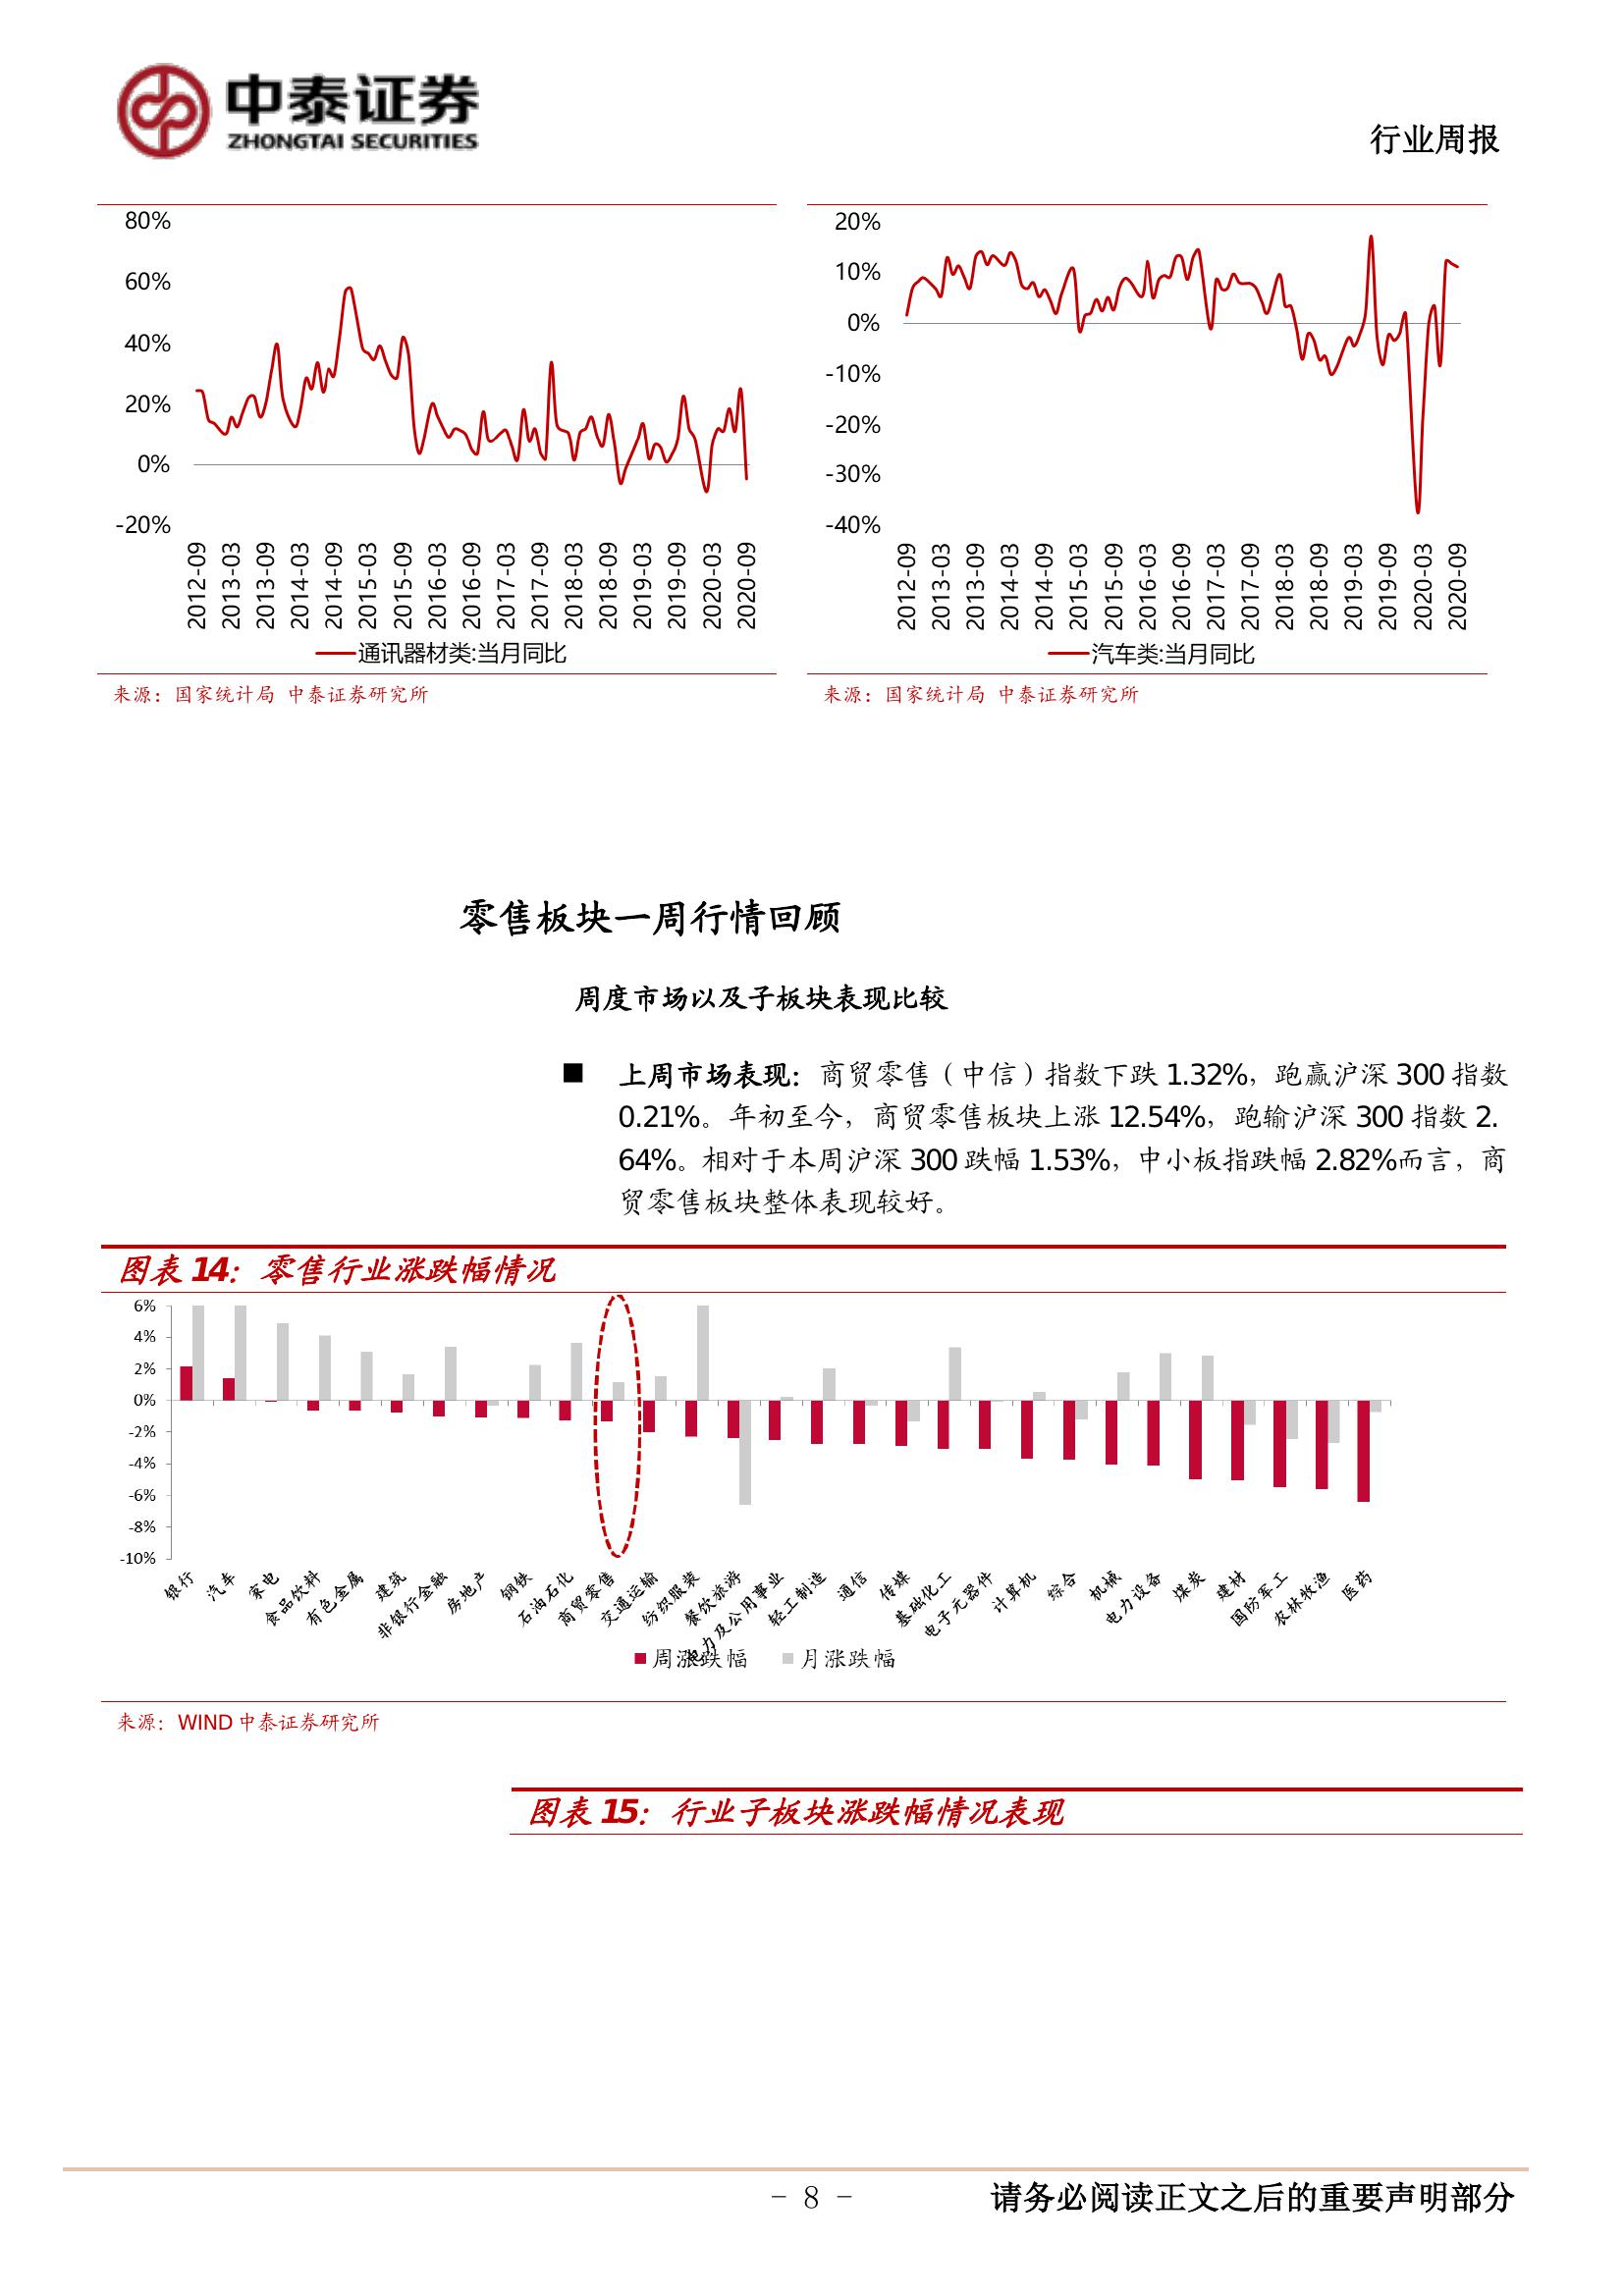 中泰证券
ZHONGTAI SECURITIES
行业周报
80%
60%
40%
20%
0%
-20%
2012-09
2013-03
2013-09
2014-03
2014-09
2015-03
2015-09
2016-03
2016-09
2017-03
2017-09
2018-03
2018-09
2019-03
2019-09
2020-03
2020-09
通讯器材类:当月同比
来源：国家统计局 中泰证券研究所
20%
10%
0%
-10%
-20%
-30%
-40%
2012-09
2013-03
2013-09
2014-03
2014-09
2015-03
2015-09
2016-03
2016-09
2017-03
2017-09
2018-03
2018-09
2019-03
2019-09
2020-03
2020-09
汽车类:当月同比
来源：国家统计局 中泰证券研究所
零售板块一周行情回顾
周度市场以及子板块表现比较
■ 上周市场表现：商贸零售（中信）指数下跌 1.32%，跑赢沪深 300 指数
0.21%。年初至今，商贸零售板块上涨 12.54%，跑输沪深 300 指数 2.
64%。相对于本周沪深 300 跌幅 1.53%，中小板指跌幅 2.82%而言，商
贸零售板块整体表现较好。
图表 14：零售行业涨跌幅情况
6%
4%
2%
0%
-2%
-4%
-6%
-8%
-10%
银行
汽车
家电
食品饮料
有色金属
建筑
非银行金融
房地产
钢铁
石油石化
商贸零售
交通运输
纺织服装
餐饮旅游
电力及公用事业
轻工制造
通信
传媒
基础化工
电子元器件
计算机
综合
机械
电力设备
煤炭
建材
国防军工
农林牧渔
医药
周涨跌幅
月涨跌幅
来源：WIND 中泰证券研究所
图表 15：行业子板块涨跌幅情况表现
- 8 -
请务必阅读正文之后的重要声明部分